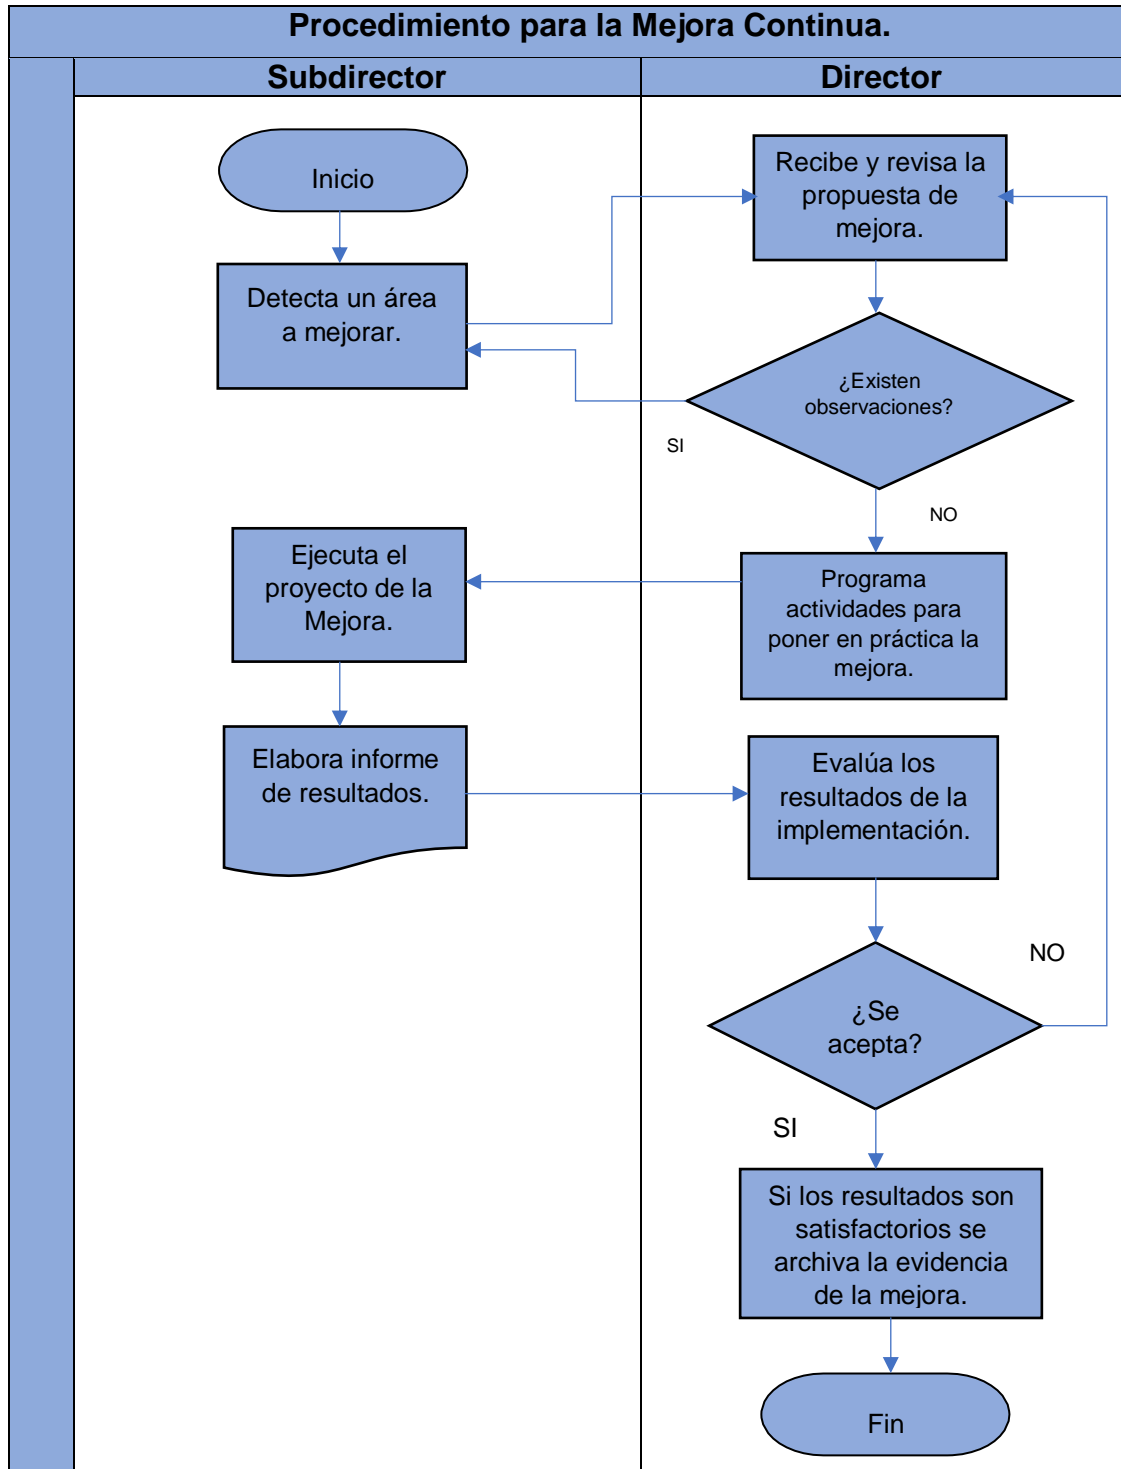 Procedimiento para la Mejora Continua.
Subdirector
Director
Inicio
Recibe y revisa la
propuesta de
mejora.
Detecta un área
a mejorar.
¿Existen
observaciones?
SI
NO
Ejecuta el
proyecto de la
Mejora.
Programa
actividades para
poner en práctica la
mejora.
Elabora informe
de resultados.
Evalúa los
resultados de la
implementación.
NO
¿Se
acepta?
SI
Si los resultados son
satisfactorios se
archiva la evidencia
de la mejora.
Fin